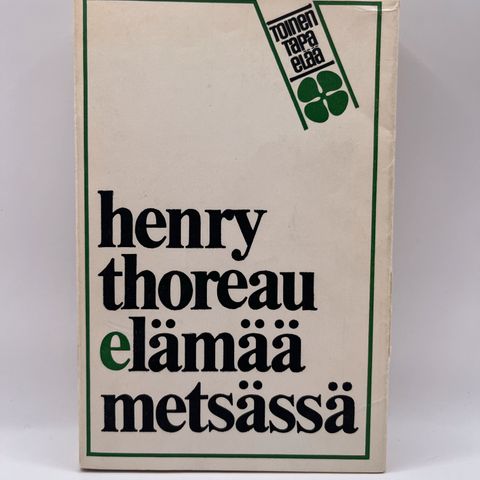 TOINEN
TAPA
ELÄÄ
henry
thoreau
elämää
metsässä